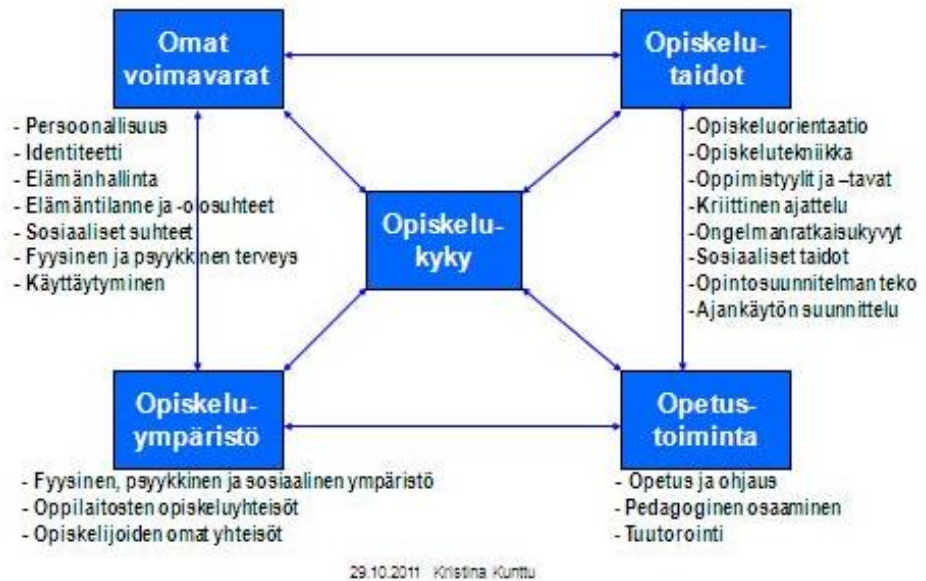 Omat
voimavarat
- Persoonallisuus
- Identiteetti
- Elämänhallinta
- Elämäntilanne ja -olosuhteet
- Sosiaaliset suhteet
- Fyysinen ja psyykkinen terveys
- Käyttäytyminen
Opiskelu-
taidot
-Opiskeluorientaatio
-Opiskelutekniikka
-Oppimistyylit ja –tavat
-Kriittinen ajattelu
-Ongelmanratkaisukyvyt
-Sosiaaliset taidot
-Opintosuunnitelman teko
-Ajankäytön suunnittelu
Opiskelu-
kyky
Opiskelu-
ympäristö
- Fyysinen, psyykkinen ja sosiaalinen ympäristö
- Oppilaitosten opiskeluyhteisöt
- Opiskelijoiden omat yhteisöt
Opetus-
toiminta
- Opetus ja ohjaus
- Pedagoginen osaaminen
- Tuutorointi
29.10.2011 Kristina Kunttu